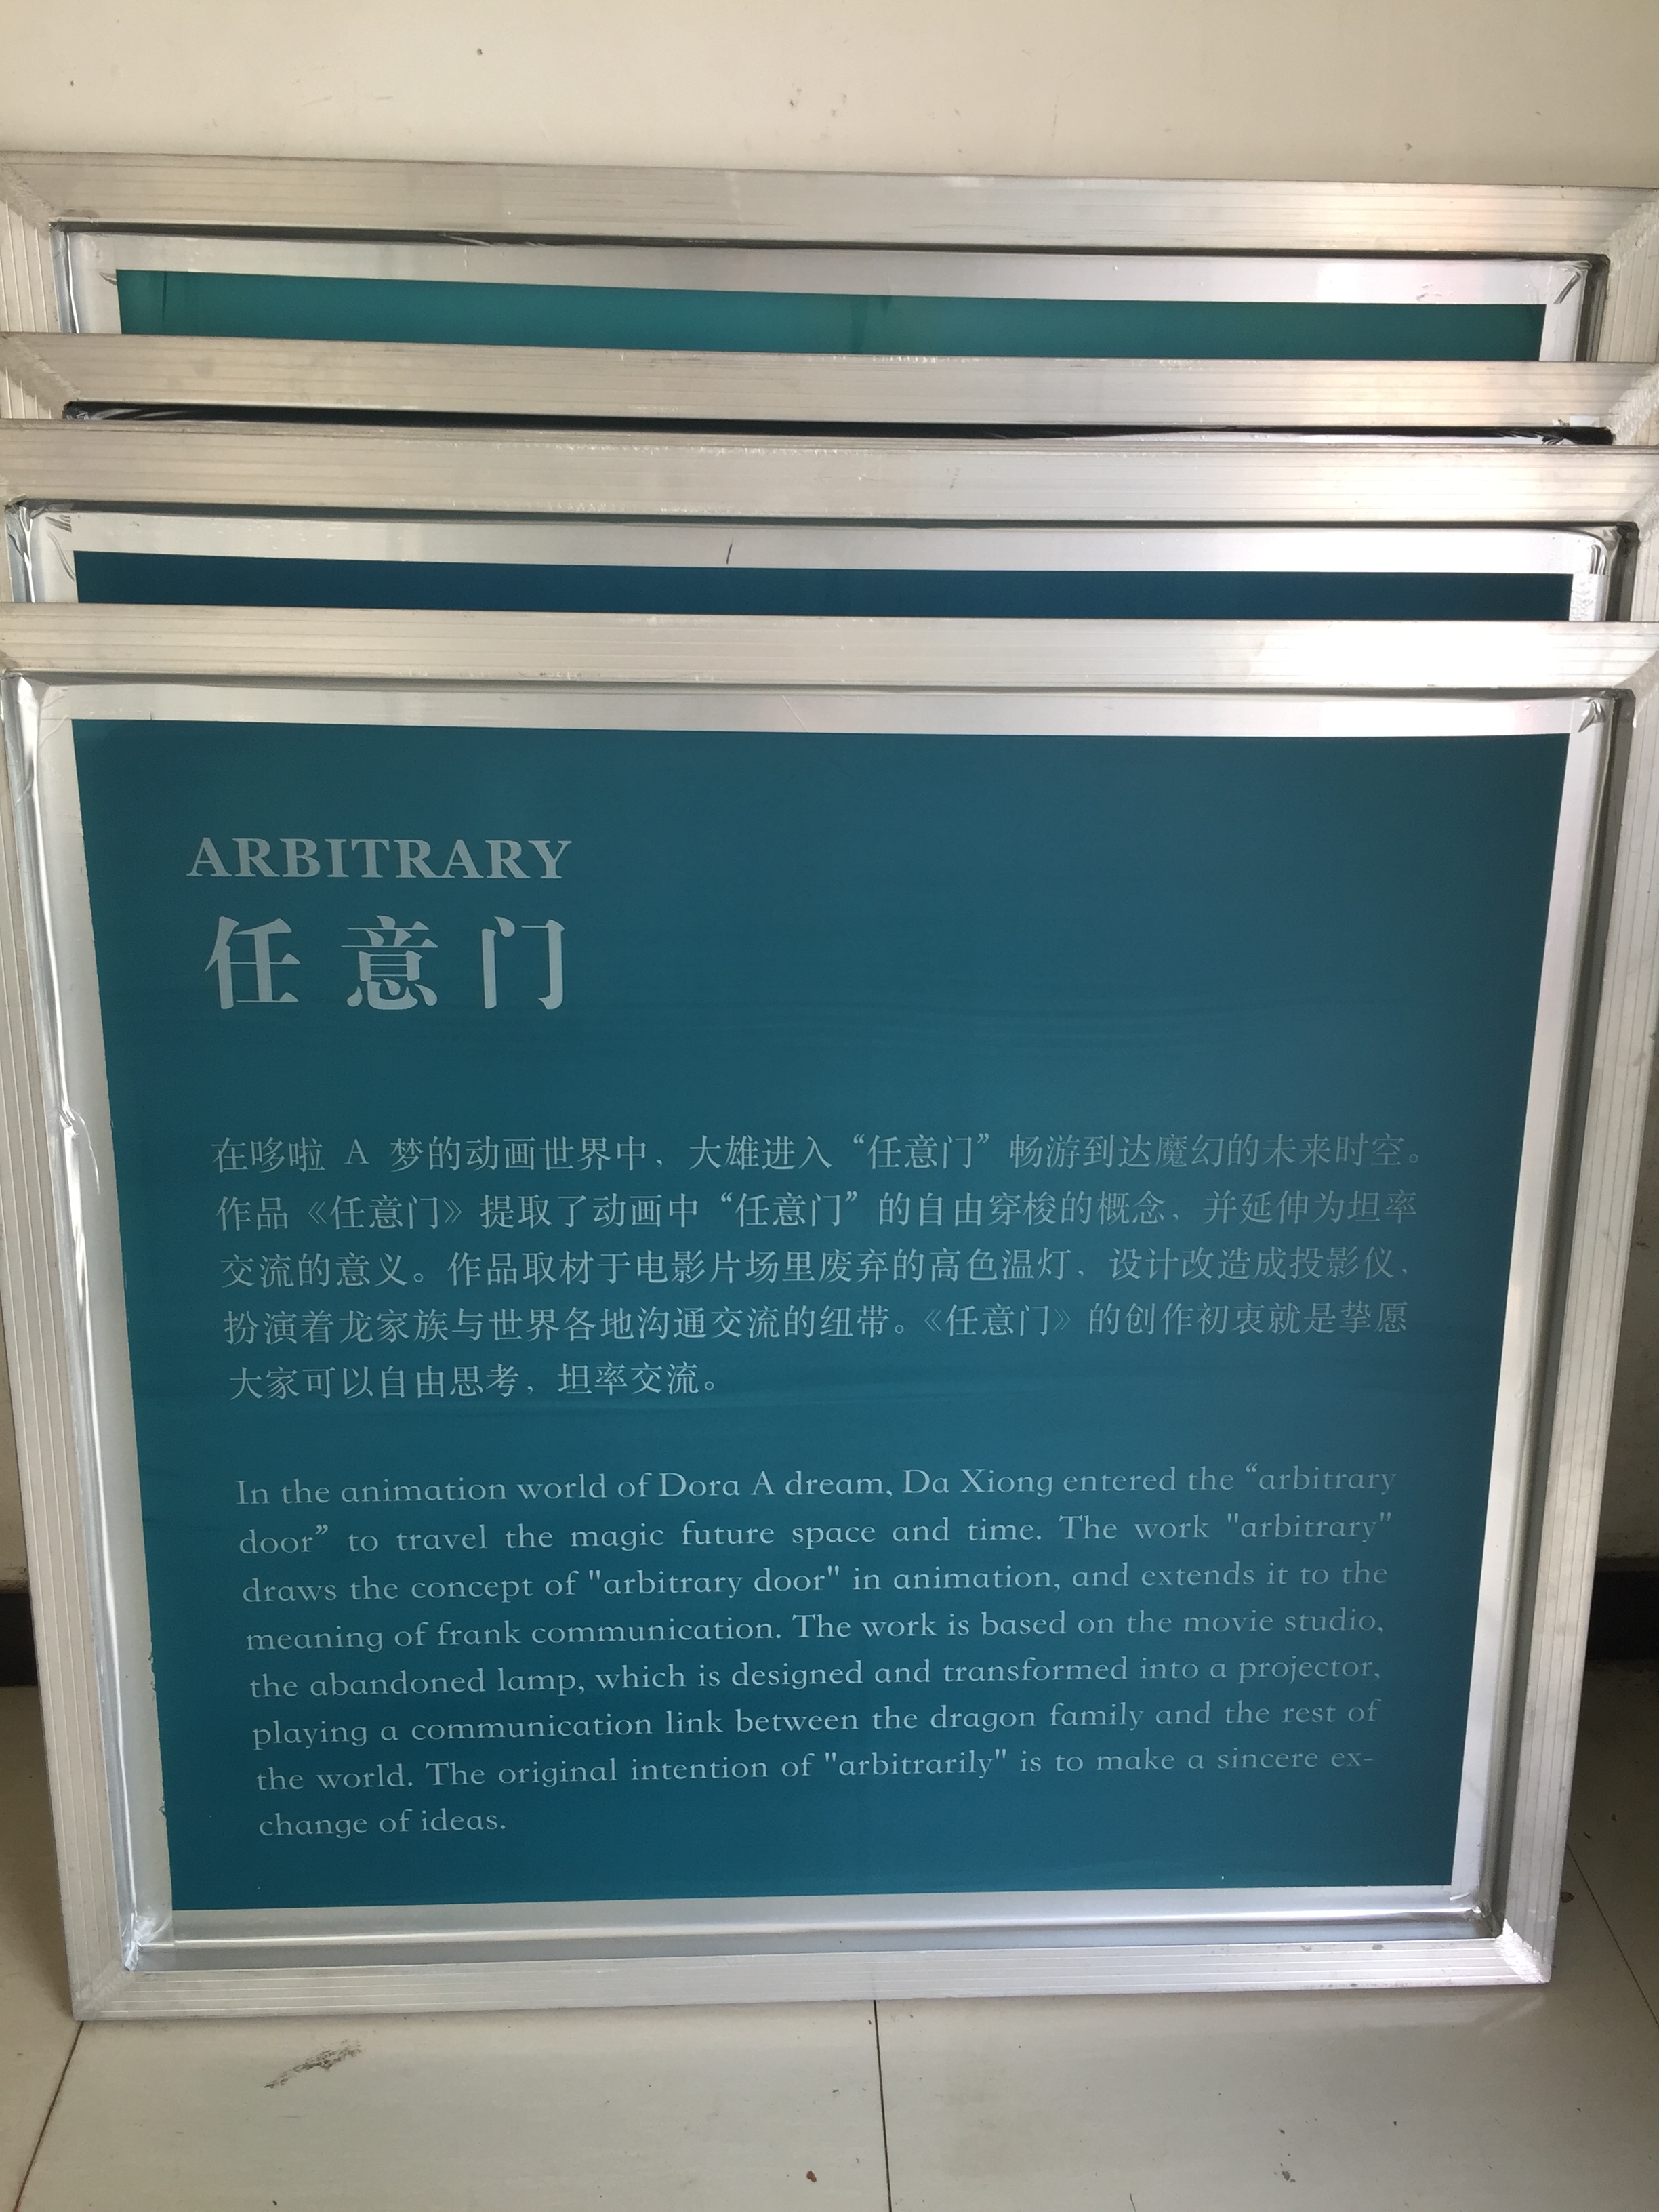 ARBITRARY
任意门
在哆啦 A 梦的动画世界中，大雄进入“任意门”畅游到达魔幻的未来时空。
作品《任意门》提取了动画中“任意门”的自由穿梭的概念，并延伸为坦率
交流的意义。作品取材于电影片场里废弃的高色温灯，设计改造成投影仪，
扮演着龙家族与世界各地沟通交流的纽带。《任意门》的创作初衷就是挚愿
大家可以自由思考，坦率交流。
In the animation world of Dora A dream, Da Xiong entered the “arbitrary
door” to travel the magic future space and time. The work "arbitrary"
draws the concept of "arbitrary door" in animation, and extends it to the
meaning of frank communication. The work is based on the movie studio,
the abandoned lamp, which is designed and transformed into a projector,
playing a communication link between the dragon family and the rest of
the world. The original intention of "arbitrarily" is to make a sincere ex-
change of ideas.